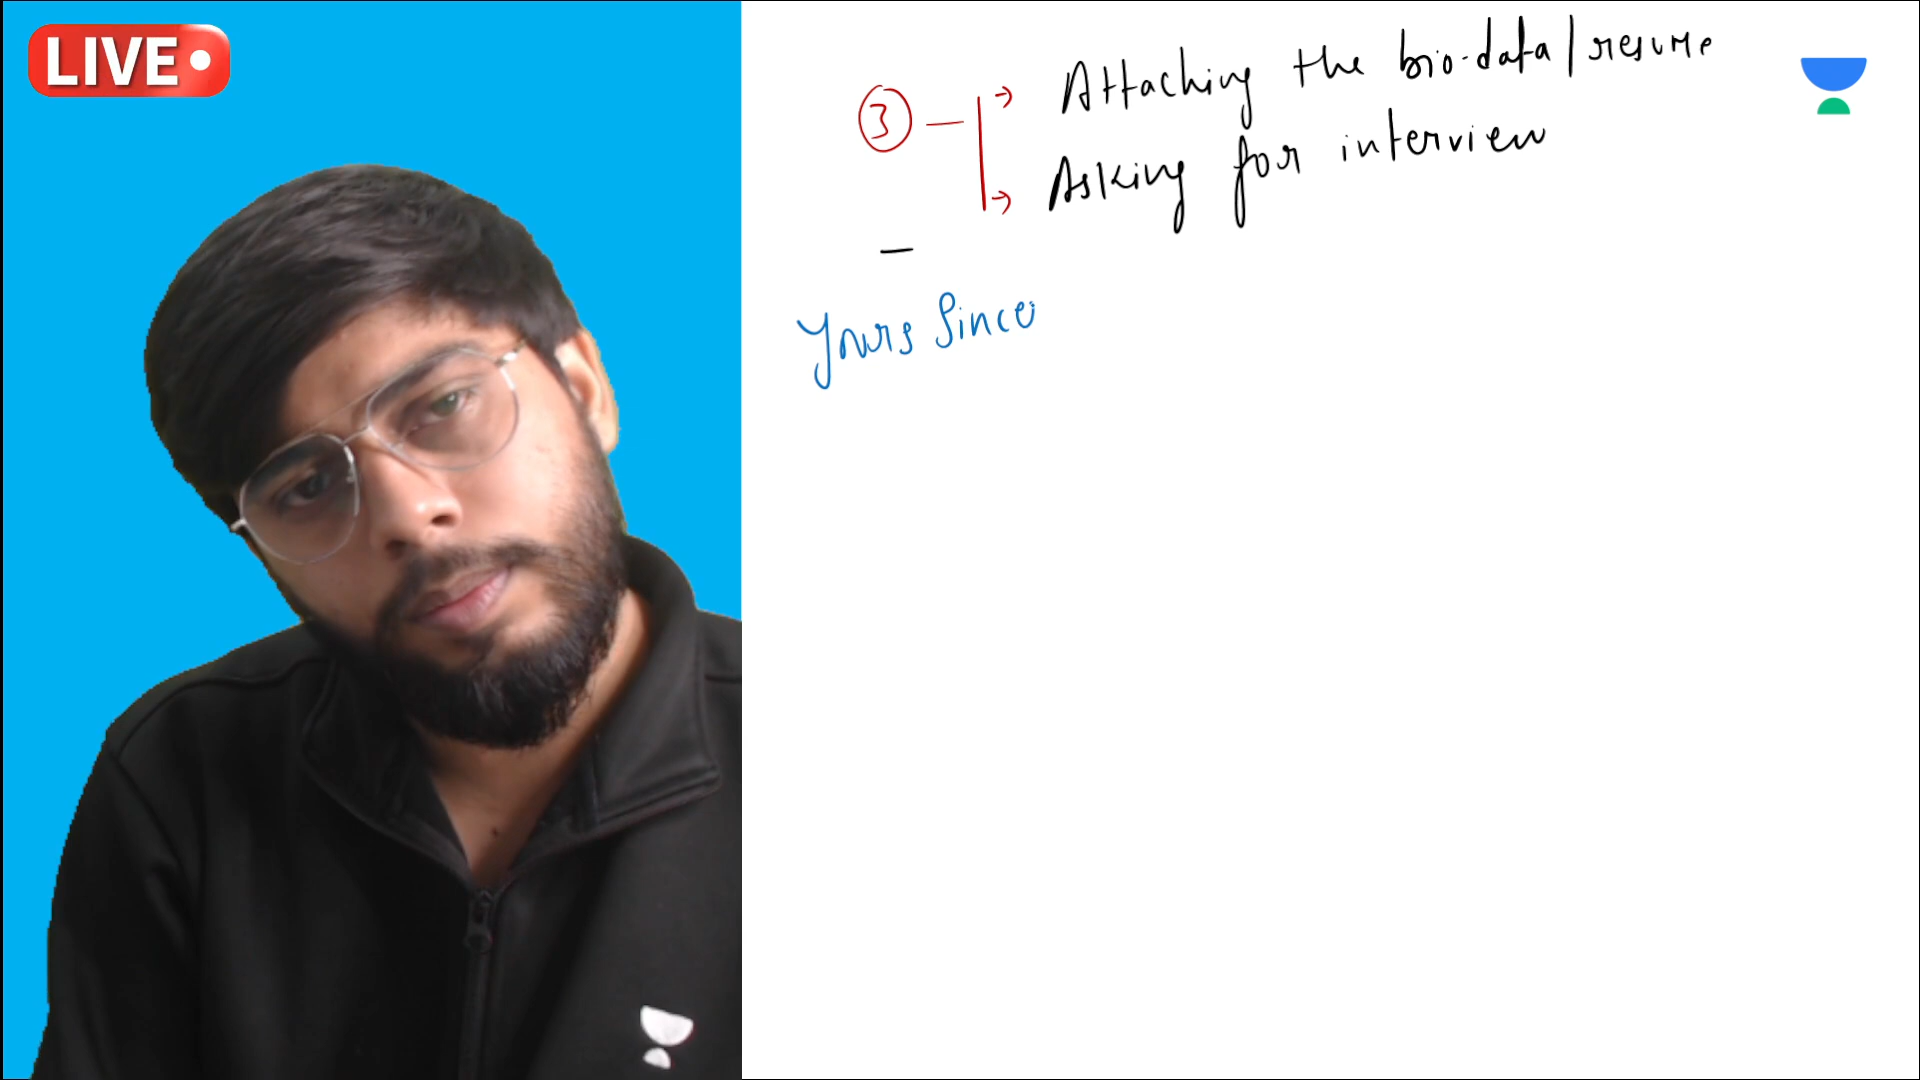 LIVE
③ — → Attaching the bio-data/resume
→ Asking for interview
—
Yours Since